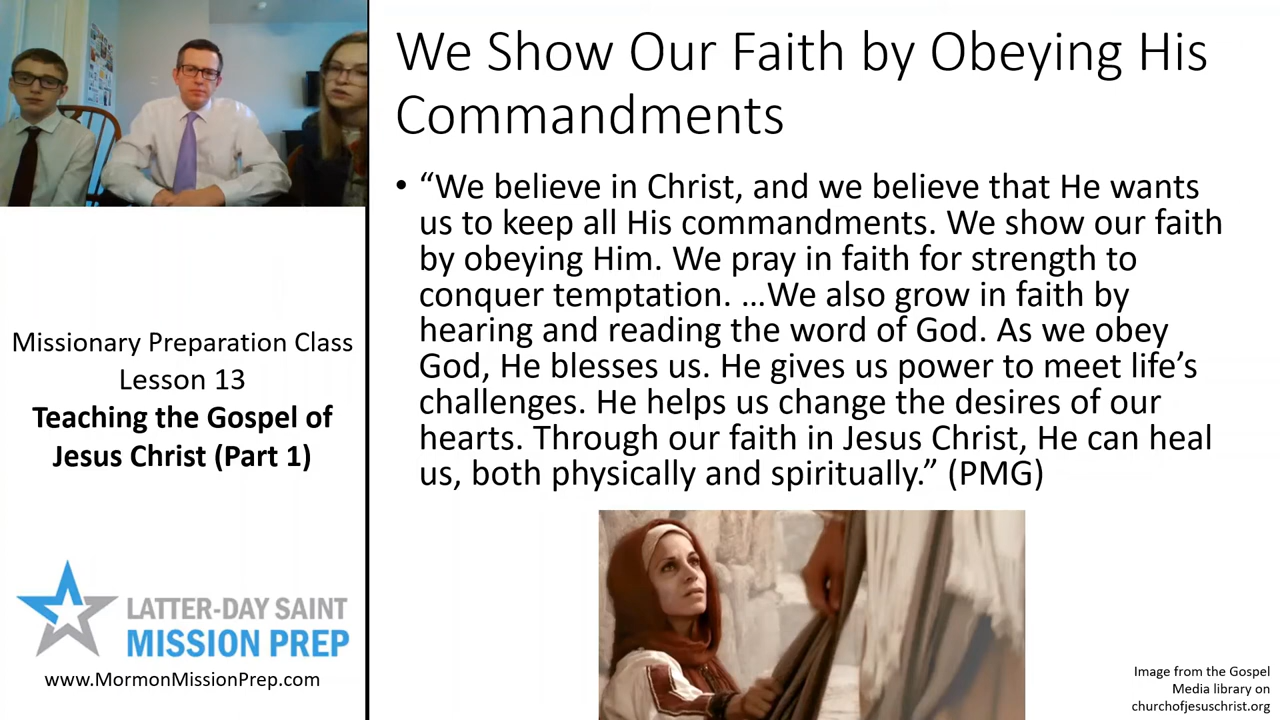 We Show Our Faith by Obeying His
Commandments
• “We believe in Christ, and we believe that He wants
us to keep all His commandments. We show our faith
by obeying Him. We pray in faith for strength to
conquer temptation. …We also grow in faith by
hearing and reading the word of God. As we obey
God, He blesses us. He gives us power to meet life’s
challenges. He helps us change the desires of our
hearts. Through our faith in Jesus Christ, He can heal
us, both physically and spiritually.” (PMG)
Missionary Preparation Class
Lesson 13
Teaching the Gospel of
Jesus Christ (Part 1)
LATTER-DAY SAINT
MISSION PREP
www.MormonMissionPrep.com
Image from the Gospel
Media library on
churchofjesuschrist.org